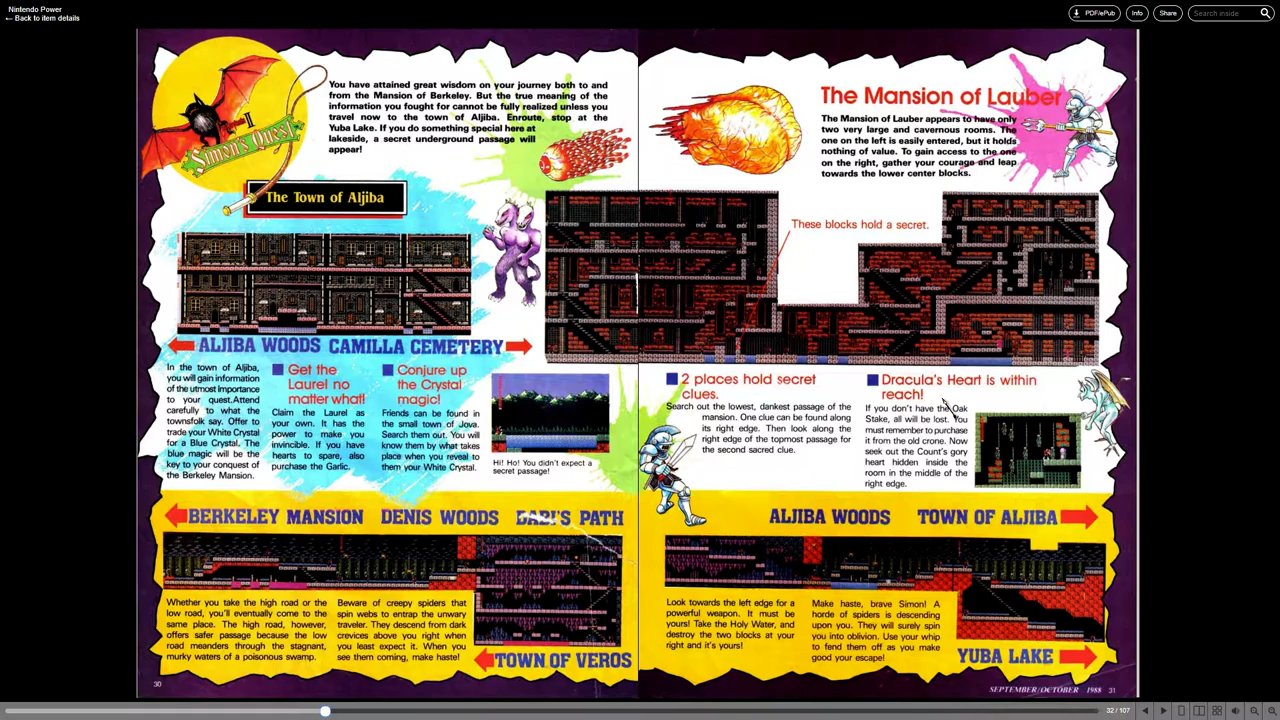 Nintendo Power
← Back to item details
PDF/ePub
Info
Share
Search inside
Simon's Quest
You have attained great wisdom on your journey both to and
from the Mansion of Berkeley. But the true meaning of the
information you fought for cannot be fully realized unless you
travel now to the town of Aljiba. Enroute, stop at the
Yuba Lake. If you do something special here at
lakeside, a secret underground passage will
appear!
The Town of Aljiba
ALJIBA WOODS CAMILLA CEMETERY
In the town of Aljiba,
you will gain information
of the utmost importance
to your quest.Attend
carefully to what the
townsfolk say. Offer to
trade your White Crystal
for a Blue Crystal. The
blue magic will be the
key to your conquest of
the Berkeley Mansion.
Get the
Laurel no
matter what!
Claim the Laurel as
your own. It has the
power to make you
invincible. If you have
hearts to spare, also
purchase the Garlic.
Conjure up
the Crystal
magic!
Friends can be found in
the small town of Jova.
Search them out. You will
know them by what takes
place when you reveal to
them your White Crystal.
Hi! Ho! You didn't expect a
secret passage!
BERKELEY MANSION DENIS WOODS DABI'S PATH
Whether you take the high road or the
low road, you'll eventually come to the
same place. The high road, however,
offers safer passage because the low
road meanders through the stagnant,
murky waters of a poisonous swamp.
Beware of creepy spiders that
spin webs to entrap the unwary
traveler. They descend from dark
crevices above you right when
you least expect it. When you
see them coming, make haste!
TOWN OF VEROS
30
The Mansion of Lauber
The Mansion of Lauber appears to have only
two very large and cavernous rooms. The
one on the left is easily entered, but it holds
nothing of value. To gain access to the one
on the right, gather your courage and leap
towards the lower center blocks.
These blocks hold a secret.
2 places hold secret
clues.
Search out the lowest, dankest passage of the
mansion. One clue can be found along
its right edge. Then look along the
right edge of the topmost passage for
the second sacred clue.
Dracula's Heart is within
reach!
If you don't have the Oak
Stake, all will be lost. You
must remember to purchase
it from the old crone. Now
seek out the Count's gory
heart hidden inside the
room in the middle of the
right edge.
ALJIBA WOODS TOWN OF ALJIBA
Look towards the left edge for a
powerful weapon. It must be
yours! Take the Holy Water, and
destroy the two blocks at your
right and it's yours!
Make haste, brave Simon! A
horde of spiders is descending
upon you. They will surely spin
you into oblivion. Use your whip
to fend them off as you make
good your escape!
YUBA LAKE
SEPTEMBER/OCTOBER 1988 31
32 / 107